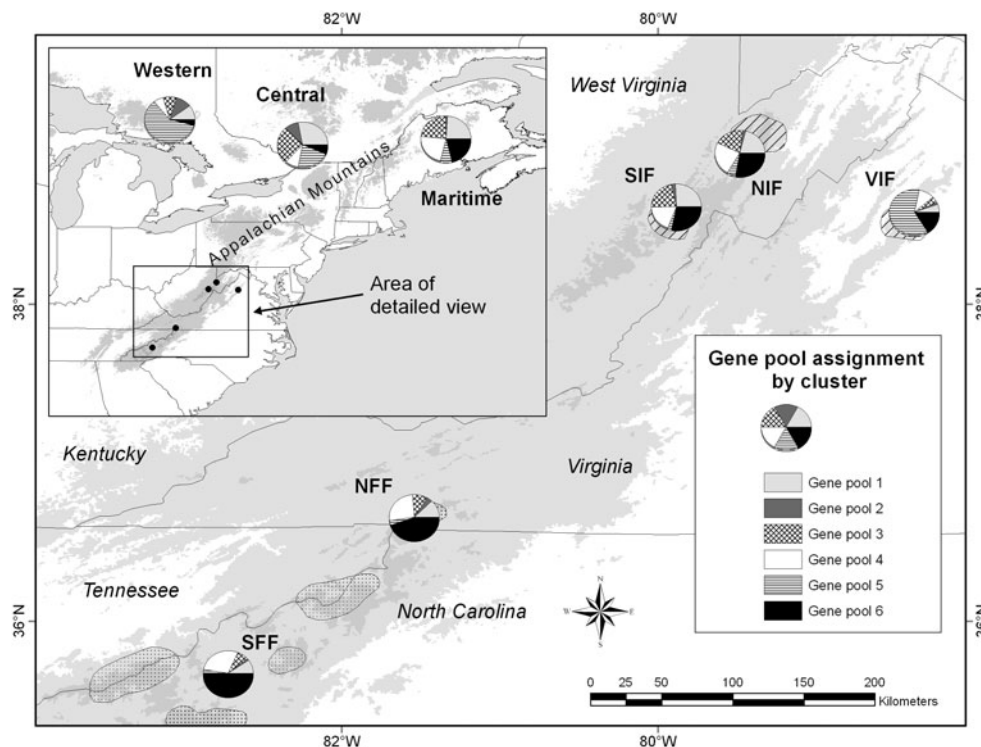 82°W
80°W
Western
Central
Maritime
Appalachian Mountains
Area of
detailed view
West Virginia
SIF
NIF
VIF
38°N
38°N
Gene pool assignment
by cluster
Gene pool 1
Gene pool 2
Gene pool 3
Gene pool 4
Gene pool 5
Gene pool 6
Kentucky
Virginia
NFF
Tennessee
North Carolina
N
W
E
S
36°N
36°N
SFF
0 25 50 100 150 200
Kilometers
82°W
80°W